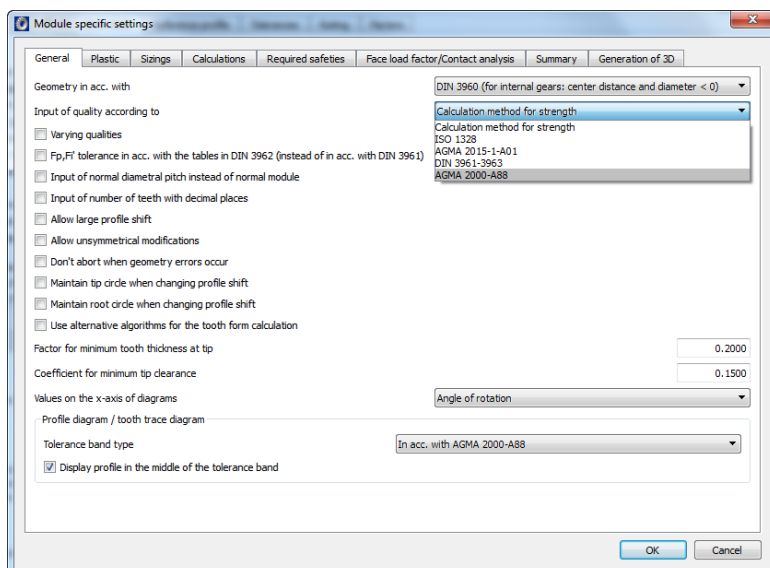 Module specific settings
General Plastic Sizings Calculations Required safeties Face load factor/Contact analysis Summary Generation of 3D
Geometry in acc. with DIN 3960 (for internal gears: center distance and diameter < 0)
Input of quality according to Calculation method for strength
Calculation method for strength
Varying qualities
ISO 1328
AGMA 2015-1-A01
Fp,Fi' tolerance in acc. with the tables in DIN 3962 (instead of in acc. with DIN 3961)
DIN 3961-3963
AGMA 2000-A88
Input of normal diametral pitch instead of normal module
Input of number of teeth with decimal places
Allow large profile shift
Allow unsymmetrical modifications
Don't abort when geometry errors occur
Maintain tip circle when changing profile shift
Maintain root circle when changing profile shift
Use alternative algorithms for the tooth form calculation
Factor for minimum tooth thickness at tip 0.2000
Coefficient for minimum tip clearance 0.1500
Values on the x-axis of diagrams Angle of rotation
Profile diagram / tooth trace diagram
Tolerance band type In acc. with AGMA 2000-A88
Display profile in the middle of the tolerance band
OK Cancel